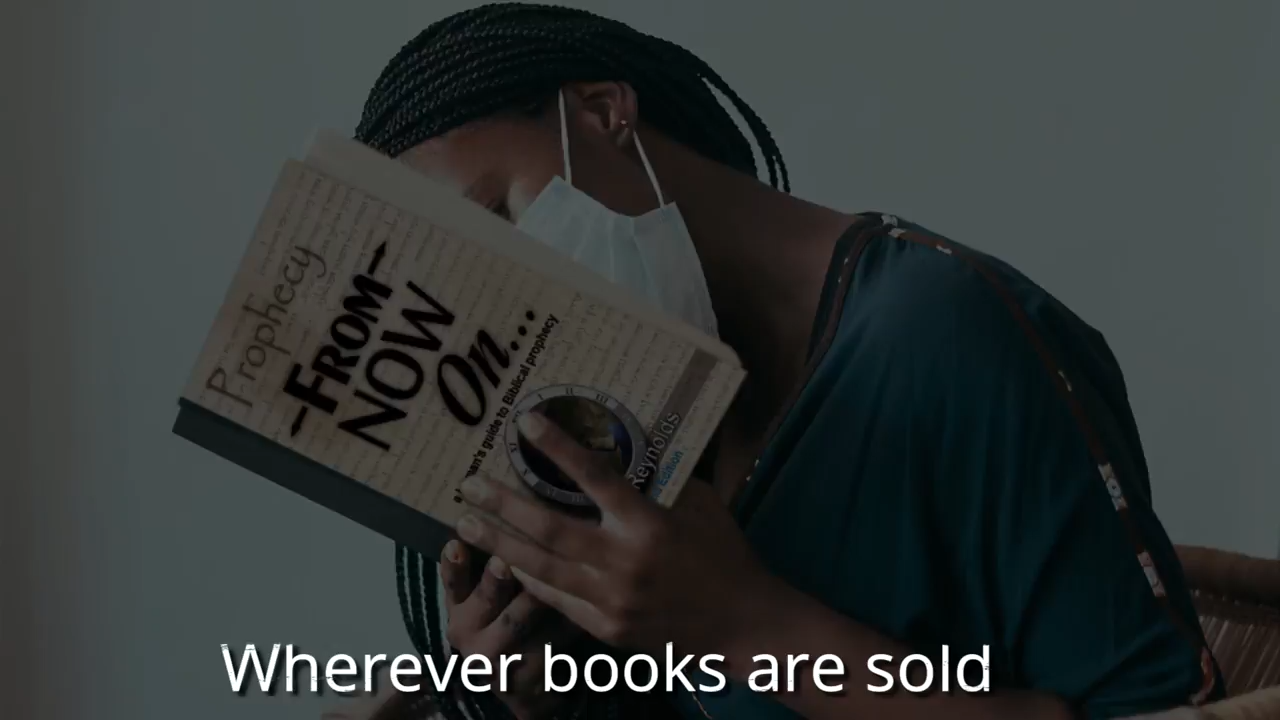 Prophecy
FROM
NOW
On...
guide to Biblical prophecy
Reynolds
Edition
Wherever books are sold